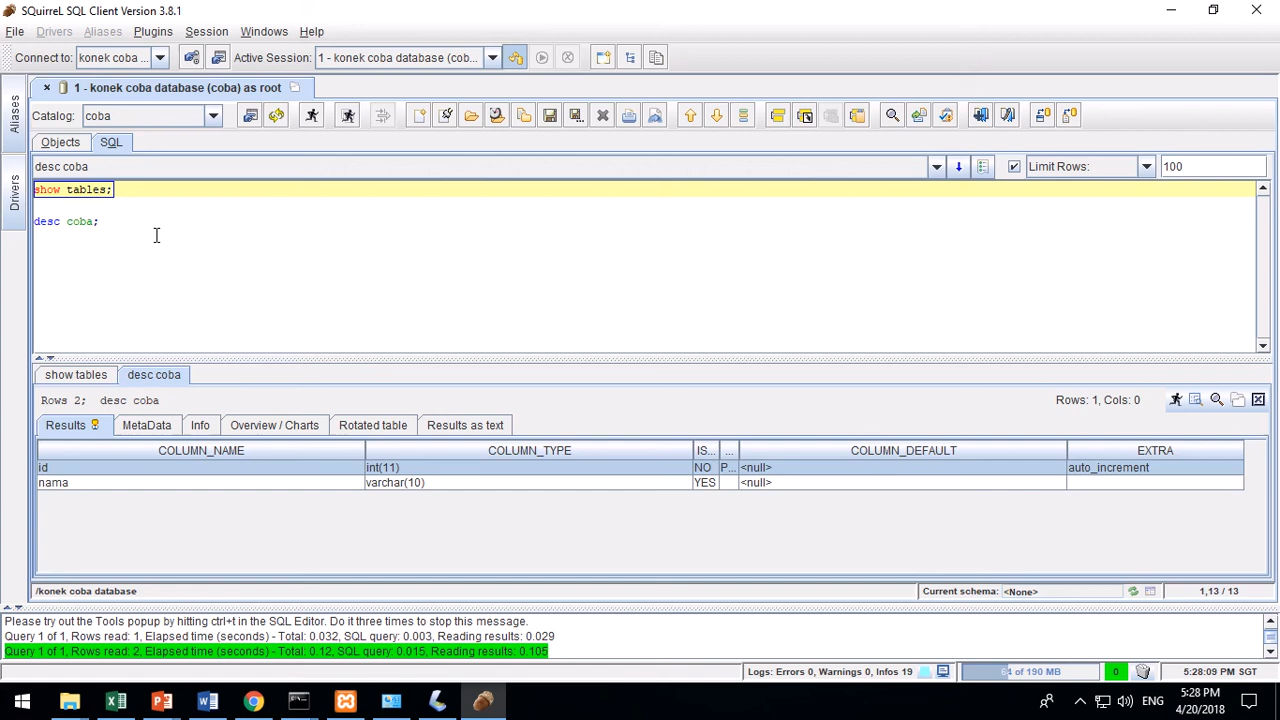 SQuirreL SQL Client Version 3.8.1
File Drivers Aliases Plugins Session Windows Help
Connect to: konek coba ... Active Session: 1 - konek coba database (cob...
1 - konek coba database (coba) as root
Catalog: coba
Objects SQL
desc coba Limit Rows: 100
show tables;
desc coba;
show tables desc coba
Rows 2; desc coba Rows: 1, Cols: 0
Results MetaData Info Overview / Charts Rotated table Results as text
COLUMN_NAME COLUMN_TYPE IS... ... COLUMN_DEFAULT EXTRA
id int(11) NO P... <null> auto_increment
nama varchar(10) YES <null>
/konek coba database Current schema: <None> 1,13 / 13
Please try out the Tools popup by hitting ctrl+t in the SQL Editor. Do it three times to stop this message.
Query 1 of 1, Rows read: 1, Elapsed time (seconds) - Total: 0.032, SQL query: 0.003, Reading results: 0.029
Query 1 of 1, Rows read: 2, Elapsed time (seconds) - Total: 0.12, SQL query: 0.015, Reading results: 0.105
Logs: Errors 0, Warnings 0, Infos 19 64 of 190 MB 0 5:28:09 PM SGT
ENG 5:28 PM
4/20/2018
Aliases
Drivers